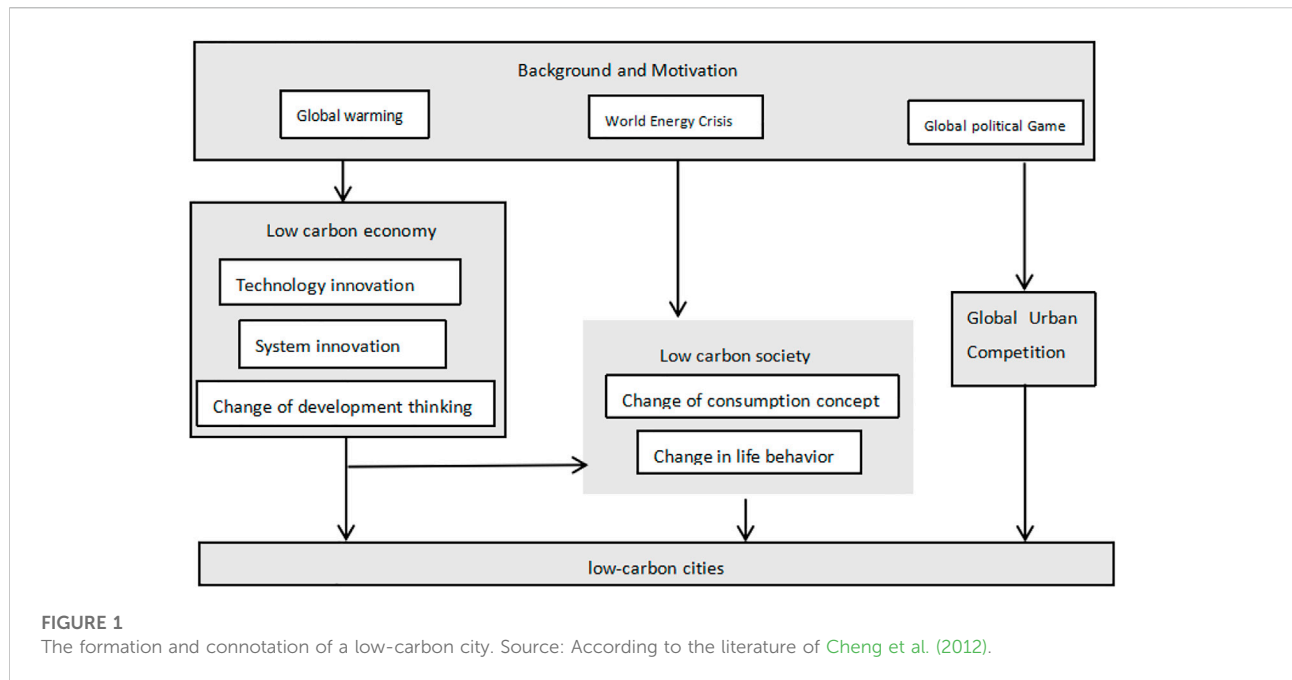 Background and Motivation
Global warming
World Energy Crisis
Global political Game
Low carbon economy
Technology innovation
System innovation
Change of development thinking
Low carbon society
Change of consumption concept
Change in life behavior
Global Urban
Competition
low-carbon cities
FIGURE 1
The formation and connotation of a low-carbon city. Source: According to the literature of Cheng et al. (2012).